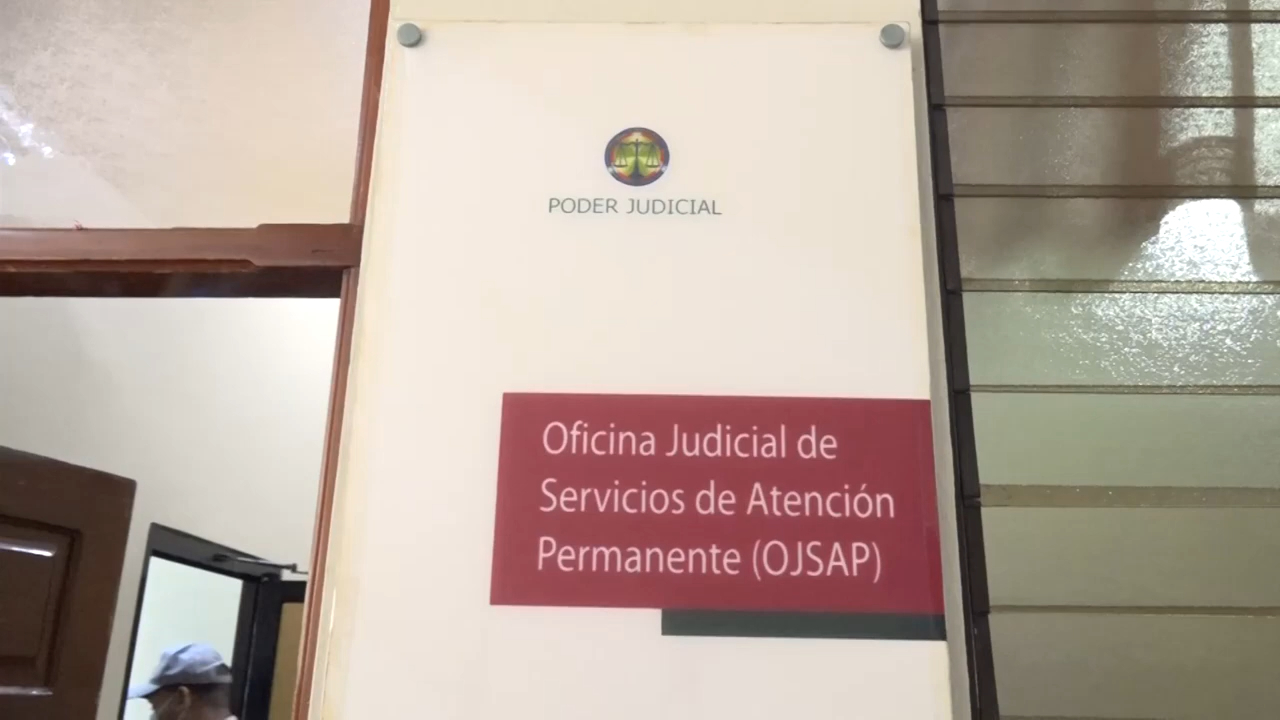 PODER JUDICIAL
Oficina Judicial de
Servicios de Atención
Permanente (OJSAP)